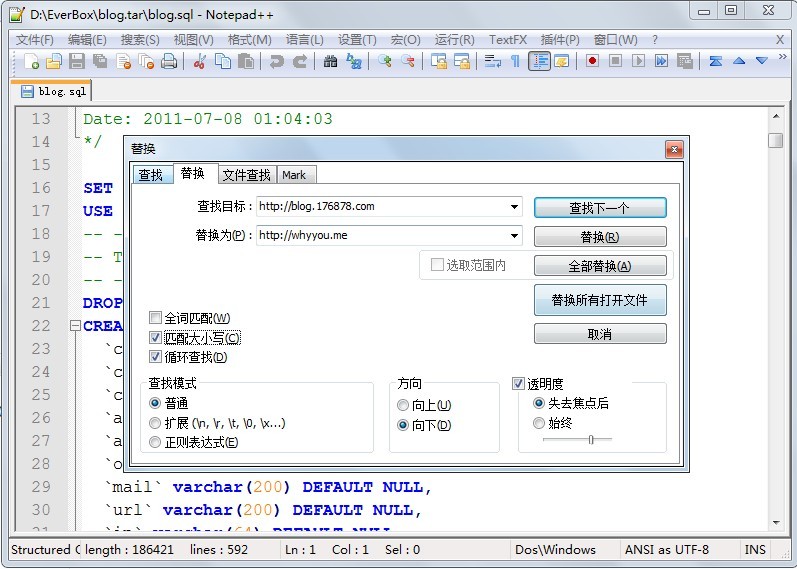 D:\EverBox\blog.tar\blog.sql - Notepad++
文件(F) 编辑(E) 搜索(S) 视图(V) 格式(M) 语言(L) 设置(T) 宏(O) 运行(R) TextFX 插件(P) 窗口(W) ? X
blog.sql
13 Date: 2011-07-08 01:04:03
14 */
15
16 SET
17 USE
18 -- -
19 -- T
20 -- -
21 DROP
22 CREA
23 `c
24 `c
25 `c
26 `a
27 `a
28 `o
29 `mail` varchar(200) DEFAULT NULL,
30 `url` varchar(200) DEFAULT NULL,
31 `ip` varchar(64) DEFAULT NULL
替换
查找 替换 文件查找 Mark
查找目标: http://blog.176878.com 查找下一个
替换为(P): http://whyyou.me 替换(R)
选取范围内 全部替换(A)
替换所有打开文件
全词匹配(W)
匹配大小写(C) 取消
循环查找(D)
查找模式 方向 透明度
普通 向上(U) 失去焦点后
扩展 (\n, \r, \t, \0, \x...) 向下(D) 始终
正则表达式(E)
Structured length : 186421 lines : 592 Ln : 1 Col : 1 Sel : 0 Dos\Windows ANSI as UTF-8 INS